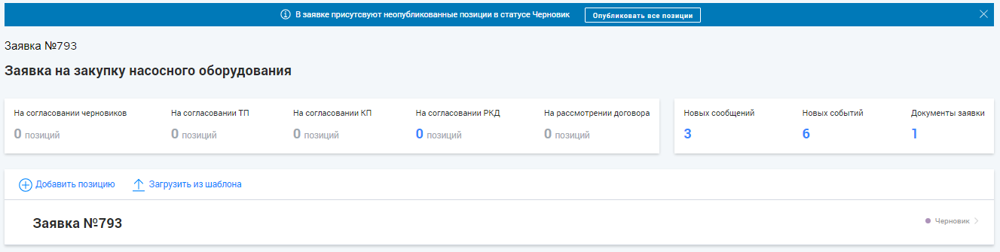 В заявке присутсвуют неопубликованные позиции в статусе Черновик Опубликовать все позиции
Заявка №793
Заявка на закупку насосного оборудования
На согласовании черновиков На согласовании ТП На согласовании КП На согласовании РКД На рассмотрении договора Новых сообщений Новых событий Документы заявки
0 позиций 0 позиций 0 позиций 0 позиций 0 позиций 3 6 1
Добавить позицию Загрузить из шаблона
Заявка №793 Черновик